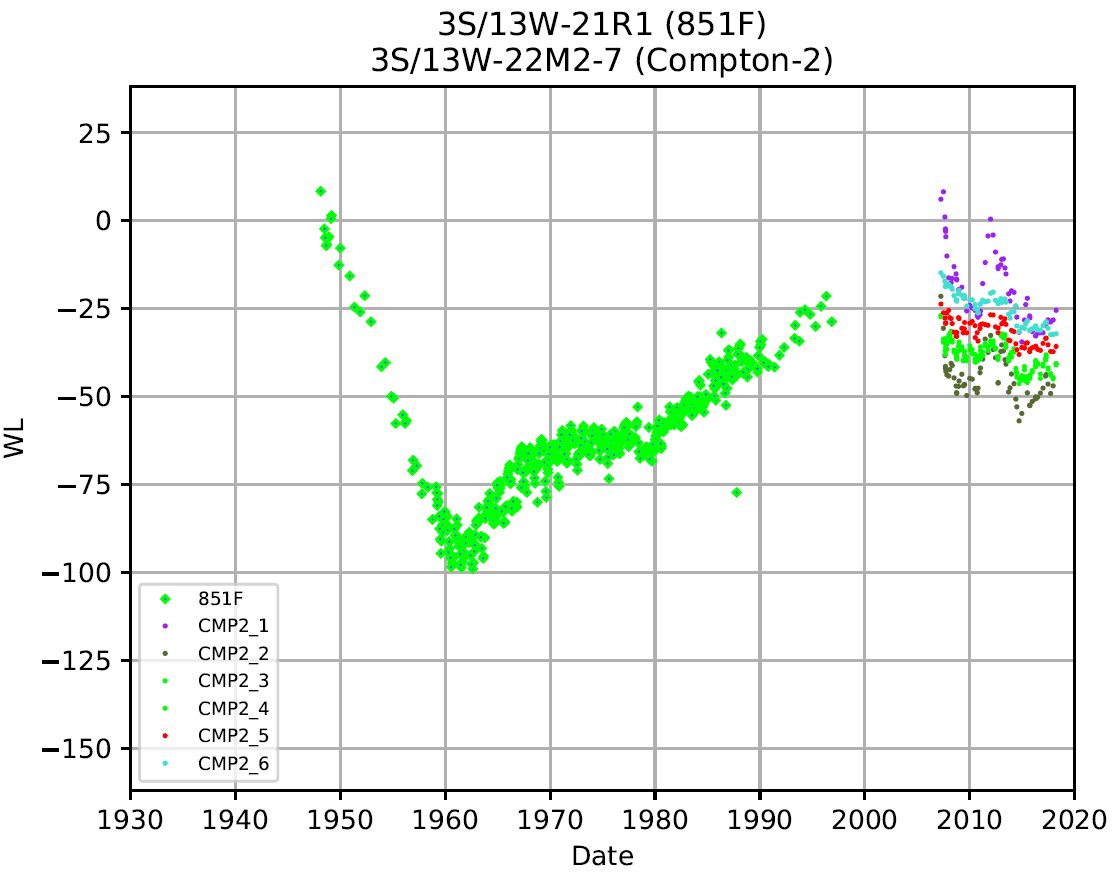 3S/13W-21R1 (851F)
3S/13W-22M2-7 (Compton-2)
WL
25
0
−25
−50
−75
−100
−125
−150
851F
CMP2_1
CMP2_2
CMP2_3
CMP2_4
CMP2_5
CMP2_6
1930 1940 1950 1960 1970 1980 1990 2000 2010 2020
Date